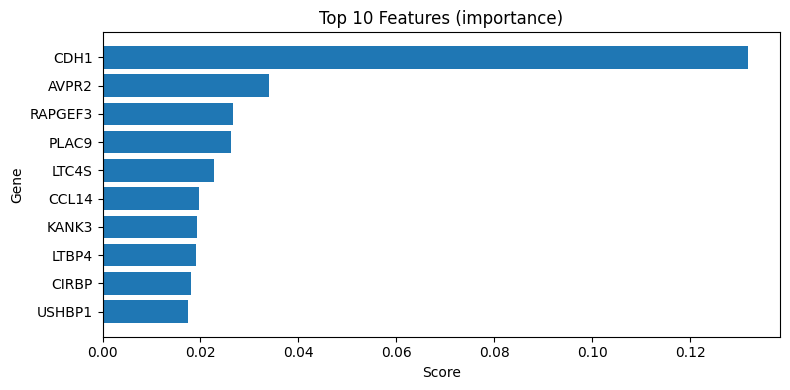 Top 10 Features (importance)
Gene
CDH1
AVPR2
RAPGEF3
PLAC9
LTC4S
CCL14
KANK3
LTBP4
CIRBP
USHBP1
0.00 0.02 0.04 0.06 0.08 0.10 0.12
Score